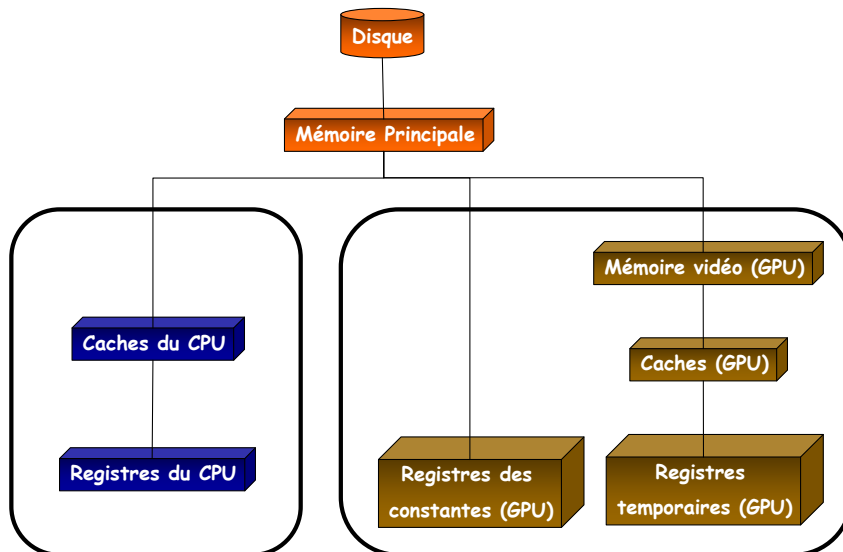 Disque
Mémoire Principale
Mémoire vidéo (GPU)
Caches du CPU
Caches (GPU)
Registres du CPU
Registres des
constantes (GPU)
Registres
temporaires (GPU)